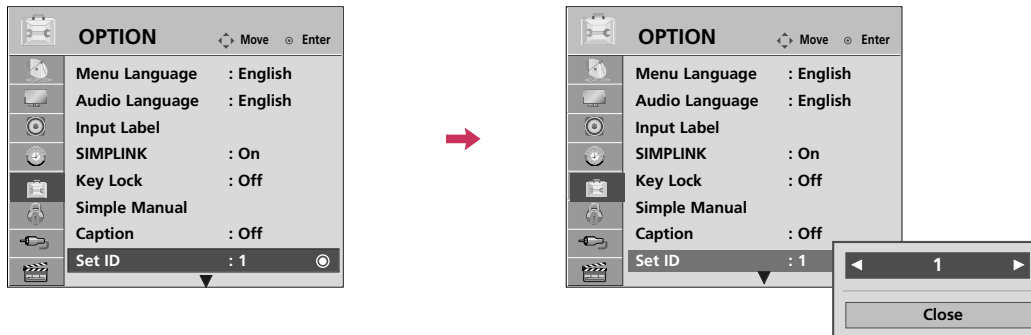 OPTION Move Enter
Menu Language : English
Audio Language : English
Input Label
SIMPLINK : On
Key Lock : Off
Simple Manual
Caption : Off
Set ID : 1
OPTION Move Enter
Menu Language : English
Audio Language : English
Input Label
SIMPLINK : On
Key Lock : Off
Simple Manual
Caption : Off
Set ID : 1
◄ 1 ►
Close